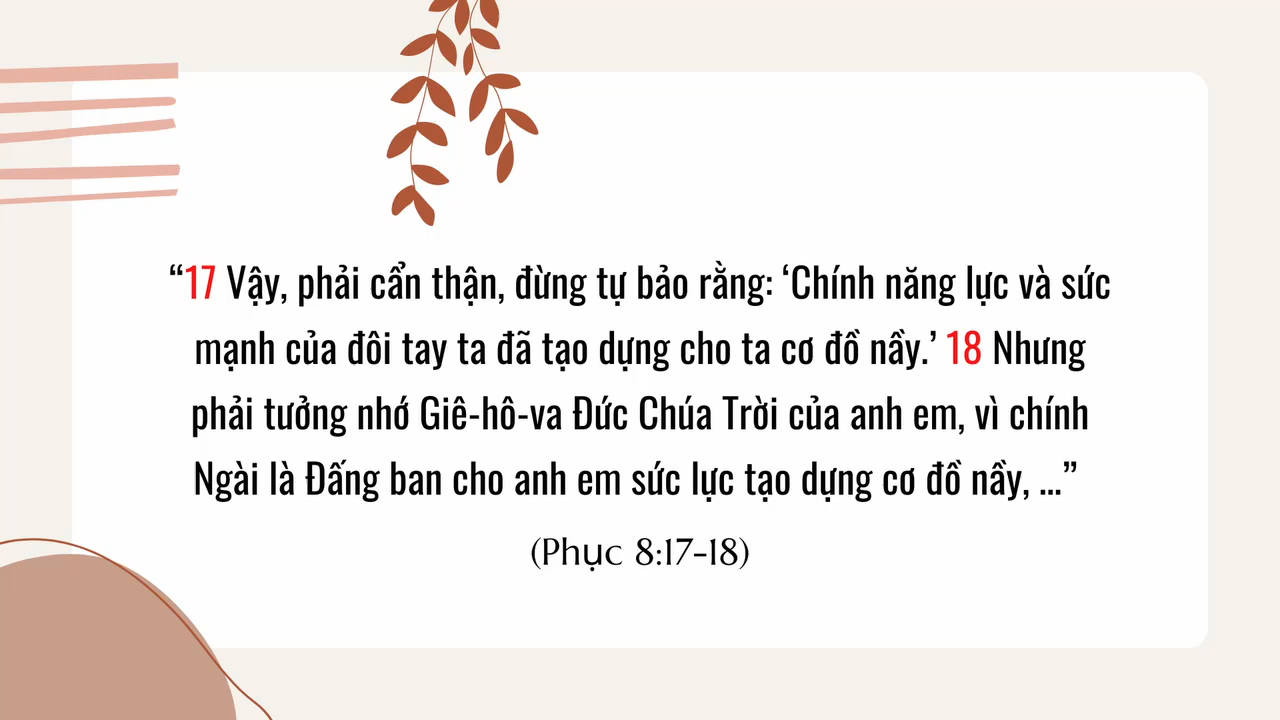 “17 Vậy, phải cẩn thận, đừng tự bảo rằng: ‘Chính năng lực và sức
mạnh của đôi tay ta đã tạo dựng cho ta cơ đồ nầy.’ 18 Nhưng
phải tưởng nhớ Giê-hô-va Đức Chúa Trời của anh em, vì chính
Ngài là Đấng ban cho anh em sức lực tạo dựng cơ đồ nầy, ...”
(Phục 8:17-18)